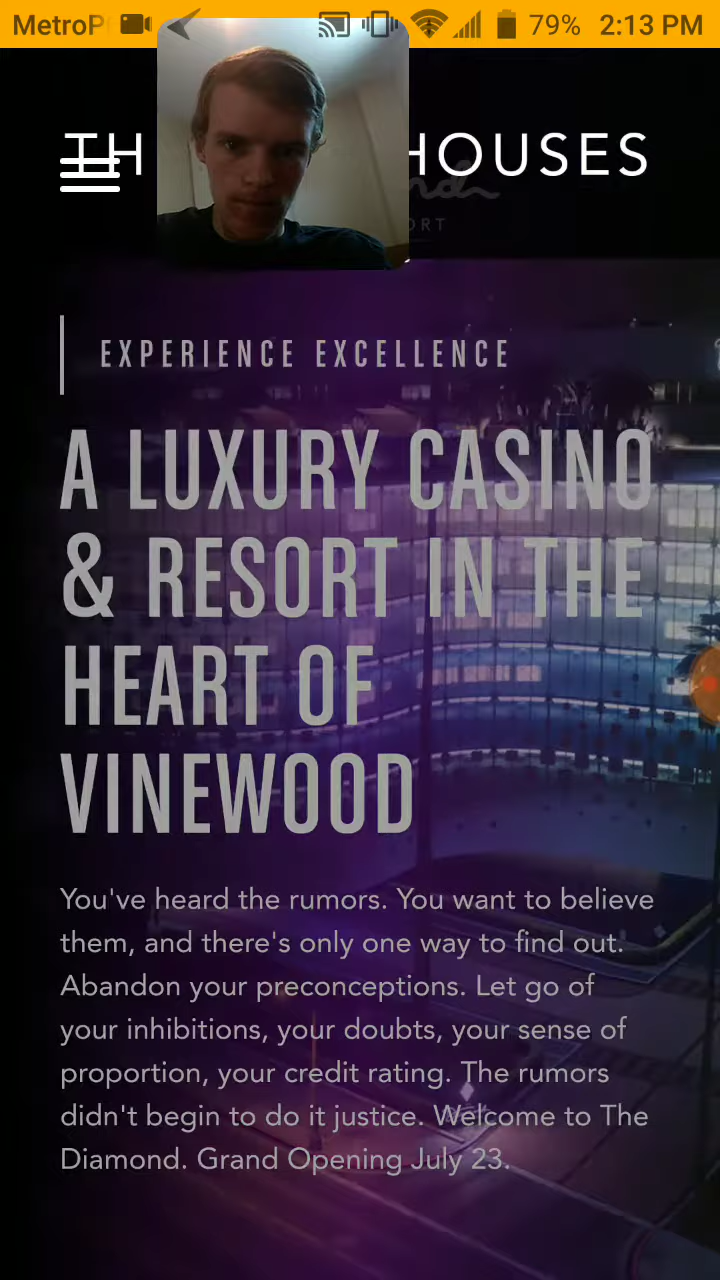 MetroP 79% 2:13 PM
TH HOUSES
ORT
EXPERIENCE EXCELLENCE
A LUXURY CASINO
& RESORT IN THE
HEART OF
VINEWOOD
You've heard the rumors. You want to believe
them, and there's only one way to find out.
Abandon your preconceptions. Let go of
your inhibitions, your doubts, your sense of
proportion, your credit rating. The rumors
didn't begin to do it justice. Welcome to The
Diamond. Grand Opening July 23.